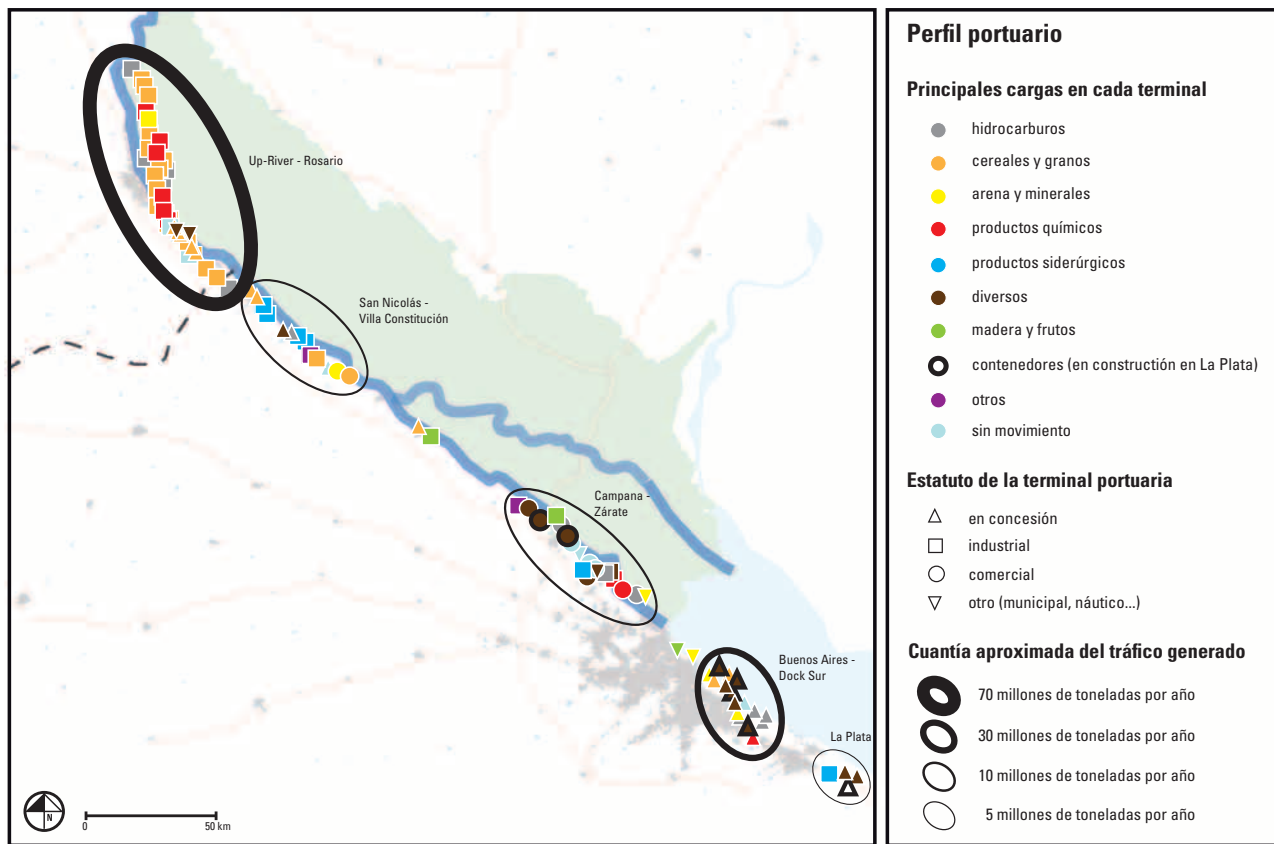 Up-River - Rosario
San Nicolás -
Villa Constitución
Campana -
Zárate
Buenos Aires -
Dock Sur
La Plata
N
0
50 km
Perfil portuario
Principales cargas en cada terminal
hidrocarburos
cereales y granos
arena y minerales
productos químicos
productos siderúrgicos
diversos
madera y frutos
contenedores (en constructión en La Plata)
otros
sin movimiento
Estatuto de la terminal portuaria
en concesión
industrial
comercial
otro (municipal, náutico...)
Cuantía aproximada del tráfico generado
70 millones de toneladas por año
30 millones de toneladas por año
10 millones de toneladas por año
5 millones de toneladas por año